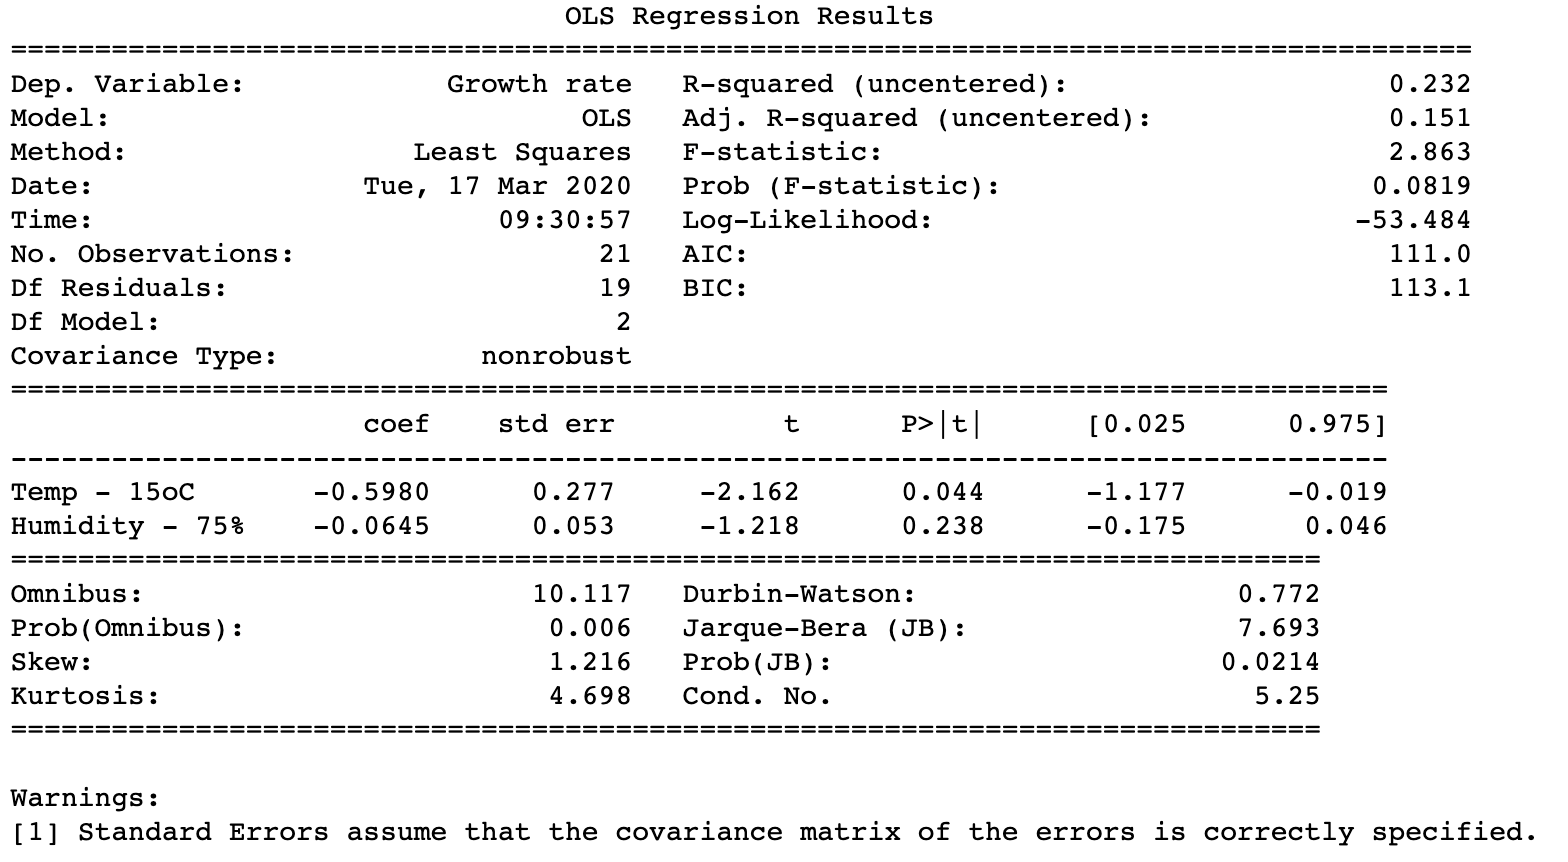 OLS Regression Results
==============================================================================
Dep. Variable: Growth rate R-squared (uncentered): 0.232
Model: OLS Adj. R-squared (uncentered): 0.151
Method: Least Squares F-statistic: 2.863
Date: Tue, 17 Mar 2020 Prob (F-statistic): 0.0819
Time: 09:30:57 Log-Likelihood: -53.484
No. Observations: 21 AIC: 111.0
Df Residuals: 19 BIC: 113.1
Df Model: 2
Covariance Type: nonrobust
==============================================================================
coef std err t P>|t| [0.025 0.975]
------------------------------------------------------------------------------
Temp - 15oC -0.5980 0.277 -2.162 0.044 -1.177 -0.019
Humidity - 75% -0.0645 0.053 -1.218 0.238 -0.175 0.046
==============================================================================
Omnibus: 10.117 Durbin-Watson: 0.772
Prob(Omnibus): 0.006 Jarque-Bera (JB): 7.693
Skew: 1.216 Prob(JB): 0.0214
Kurtosis: 4.698 Cond. No. 5.25
==============================================================================
Warnings:
[1] Standard Errors assume that the covariance matrix of the errors is correctly specified.